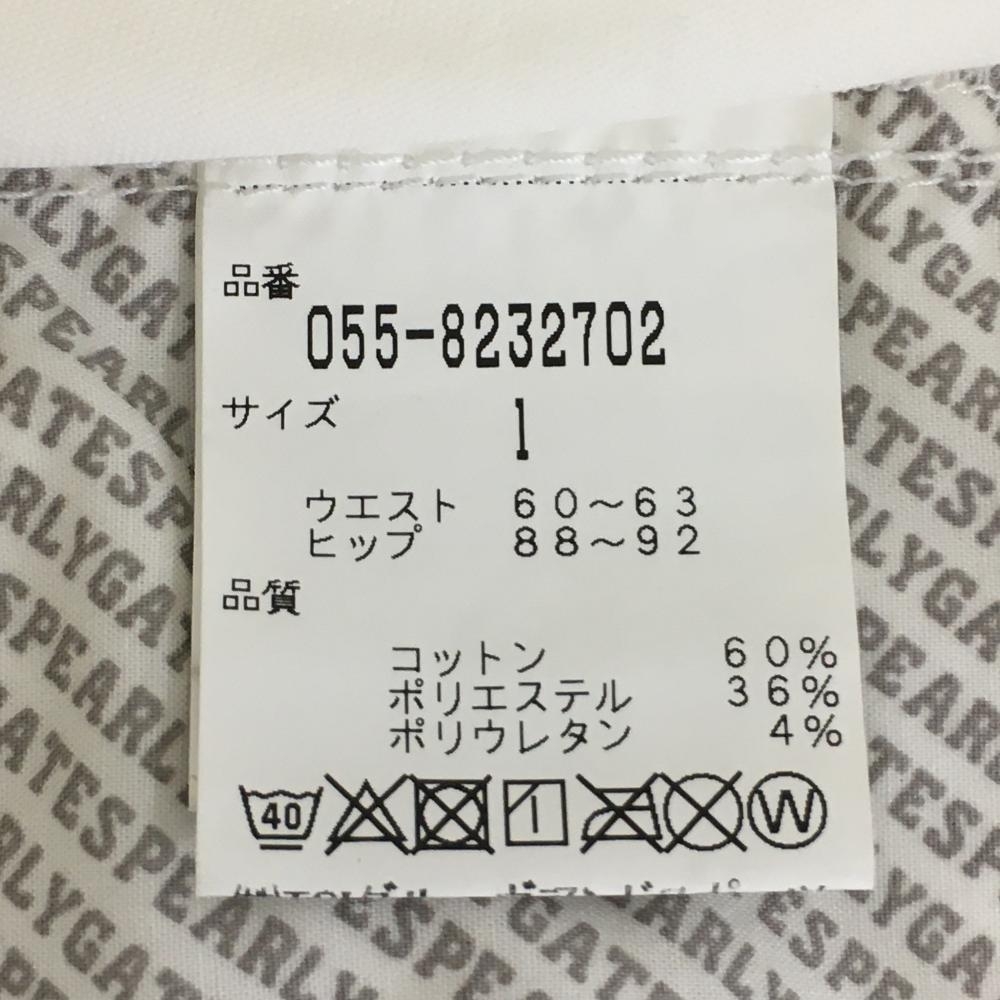 品番
055-8232702
サイズ 1
ウエスト 60~63
ヒップ 88~92
品質
コットン 60%
ポリエステル 36%
ポリウレタン 4%
40 W
PEARLYGATES